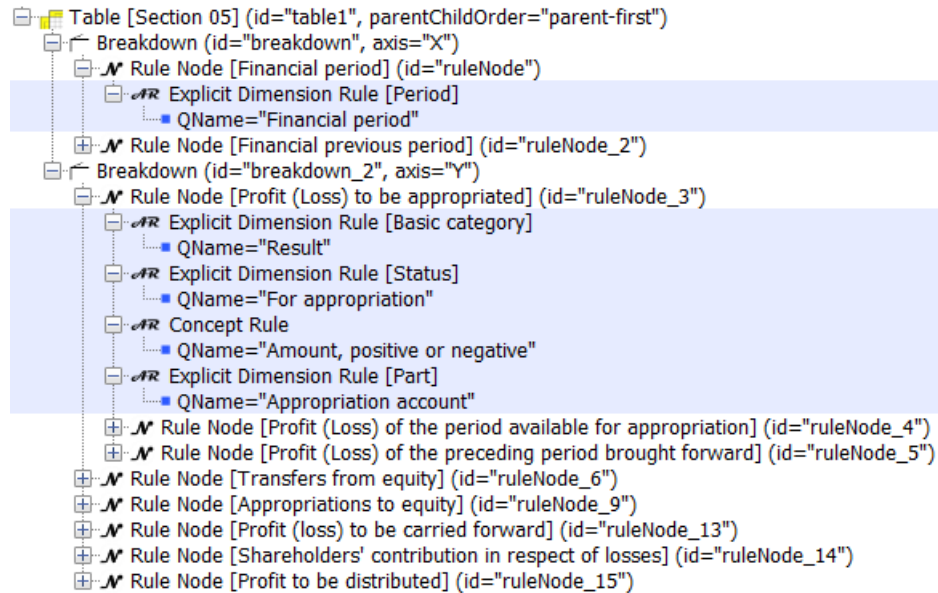 Table [Section 05] (id="table1", parentChildOrder="parent-first")
Breakdown (id="breakdown", axis="X")
N Rule Node [Financial period] (id="ruleNode")
AR Explicit Dimension Rule [Period]
QName="Financial period"
N Rule Node [Financial previous period] (id="ruleNode_2")
Breakdown (id="breakdown_2", axis="Y")
N Rule Node [Profit (Loss) to be appropriated] (id="ruleNode_3")
AR Explicit Dimension Rule [Basic category]
QName="Result"
AR Explicit Dimension Rule [Status]
QName="For appropriation"
AR Concept Rule
QName="Amount, positive or negative"
AR Explicit Dimension Rule [Part]
QName="Appropriation account"
N Rule Node [Profit (Loss) of the period available for appropriation] (id="ruleNode_4")
N Rule Node [Profit (Loss) of the preceding period brought forward] (id="ruleNode_5")
N Rule Node [Transfers from equity] (id="ruleNode_6")
N Rule Node [Appropriations to equity] (id="ruleNode_9")
N Rule Node [Profit (loss) to be carried forward] (id="ruleNode_13")
N Rule Node [Shareholders' contribution in respect of losses] (id="ruleNode_14")
N Rule Node [Profit to be distributed] (id="ruleNode_15")